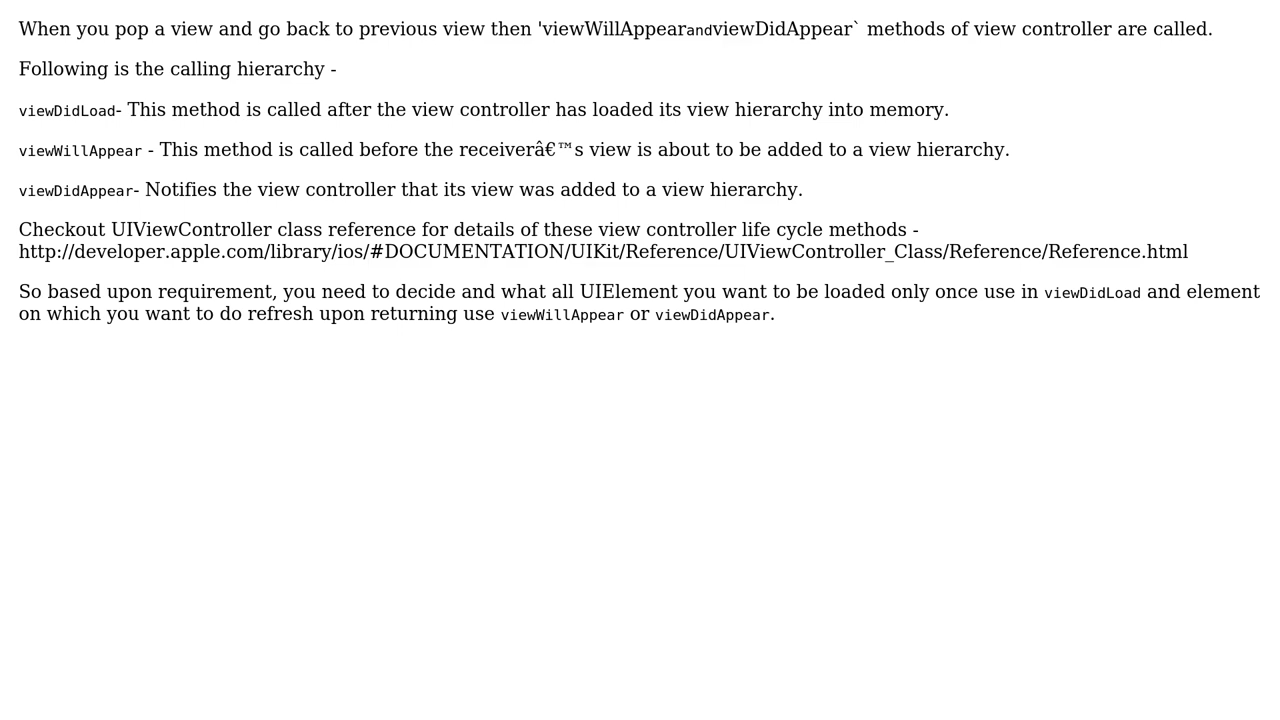 When you pop a view and go back to previous view then 'viewWillAppearandviewDidAppear` methods of view controller are called.
Following is the calling hierarchy -
viewDidLoad- This method is called after the view controller has loaded its view hierarchy into memory.
viewWillAppear - This method is called before the receiverâ€™s view is about to be added to a view hierarchy.
viewDidAppear- Notifies the view controller that its view was added to a view hierarchy.
Checkout UIViewController class reference for details of these view controller life cycle methods -
http://developer.apple.com/library/ios/#DOCUMENTATION/UIKit/Reference/UIViewController_Class/Reference/Reference.html
So based upon requirement, you need to decide and what all UIElement you want to be loaded only once use in viewDidLoad and element
on which you want to do refresh upon returning use viewWillAppear or viewDidAppear.